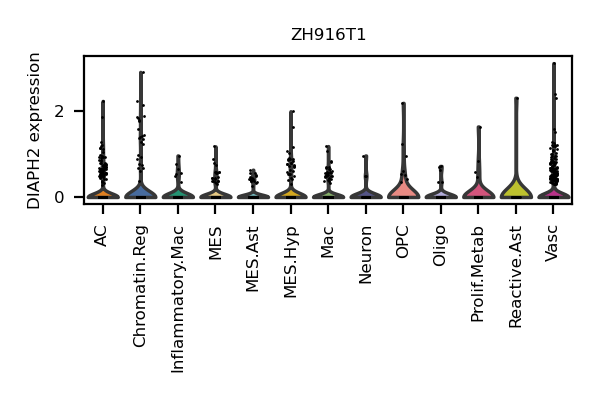 ZH916T1
DIAPH2 expression
2
0
AC
Chromatin.Reg
Inflammatory.Mac
MES
MES.Ast
MES.Hyp
Mac
Neuron
OPC
Oligo
Prolif.Metab
Reactive.Ast
Vasc